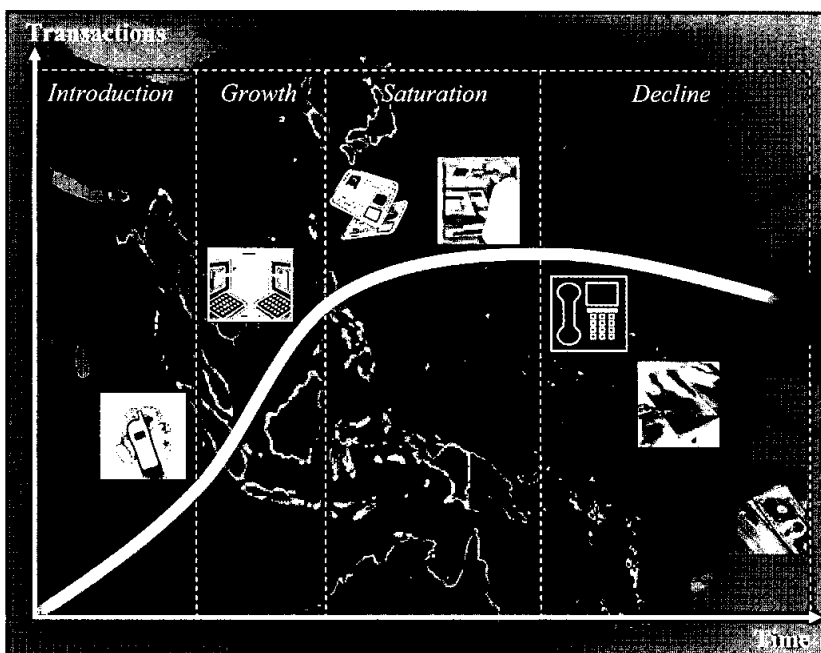 Transactions
Introduction
Growth
Saturation
Decline
Time